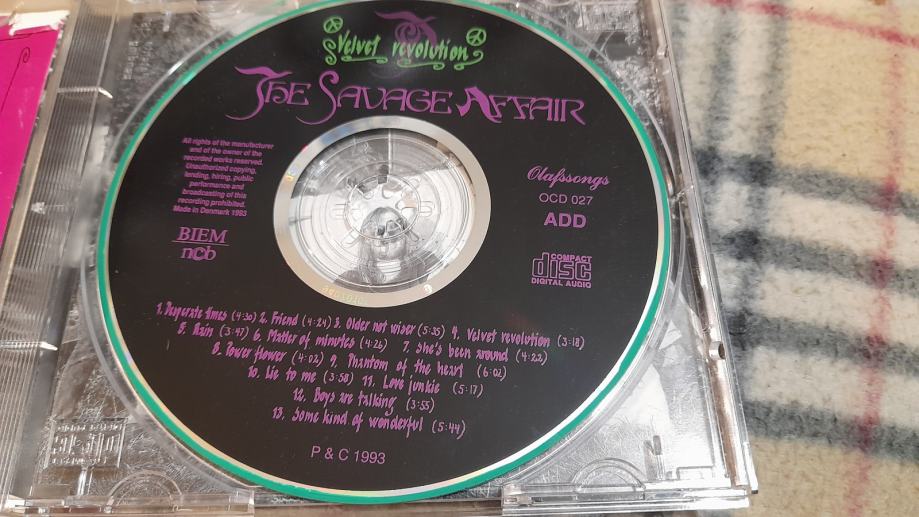 Velvet revolution
THE SAVAGE AFFAIR
All rights of the manufacturer
and of the owner of the
recorded works reserved.
Unauthorized copying,
lending, hiring, public
performance and
broadcasting of this
recording prohibited.
Made in Denmark 1993
BIEM
ncb
Olafssongs
OCD 027
ADD
COMPACT
disc
DIGITAL AUDIO
1. Desperate times (4:30) 2. Friend (4:24) 3. Older not wiser (5:35) 4. Velvet revolution (3:18)
5. Rain (3:47) 6. Matter of minutes (4:26) 7. She's been around (4:22)
8. Power flower (4:02) 9. Phantom of the heart (6:02)
10. Lie to me (3:58) 11. Love junkie (5:17)
12. Boys are talking (3:55)
13. Some kind of wonderful (5:44)
P & C 1993